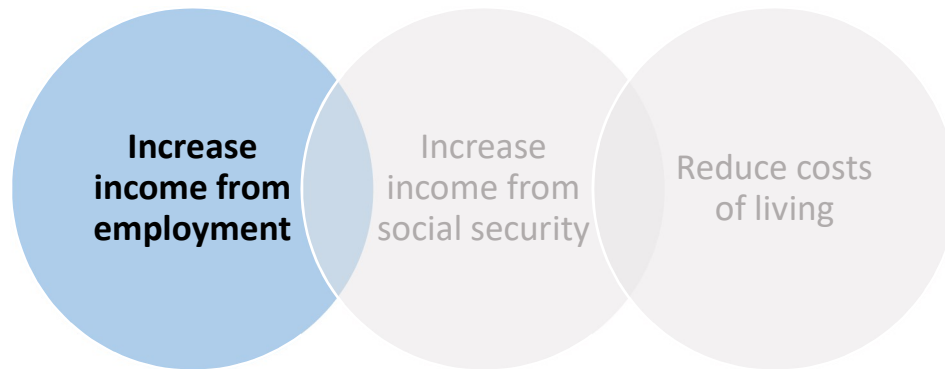 Increase
income from
employment
Increase
income from
social security
Reduce costs
of living